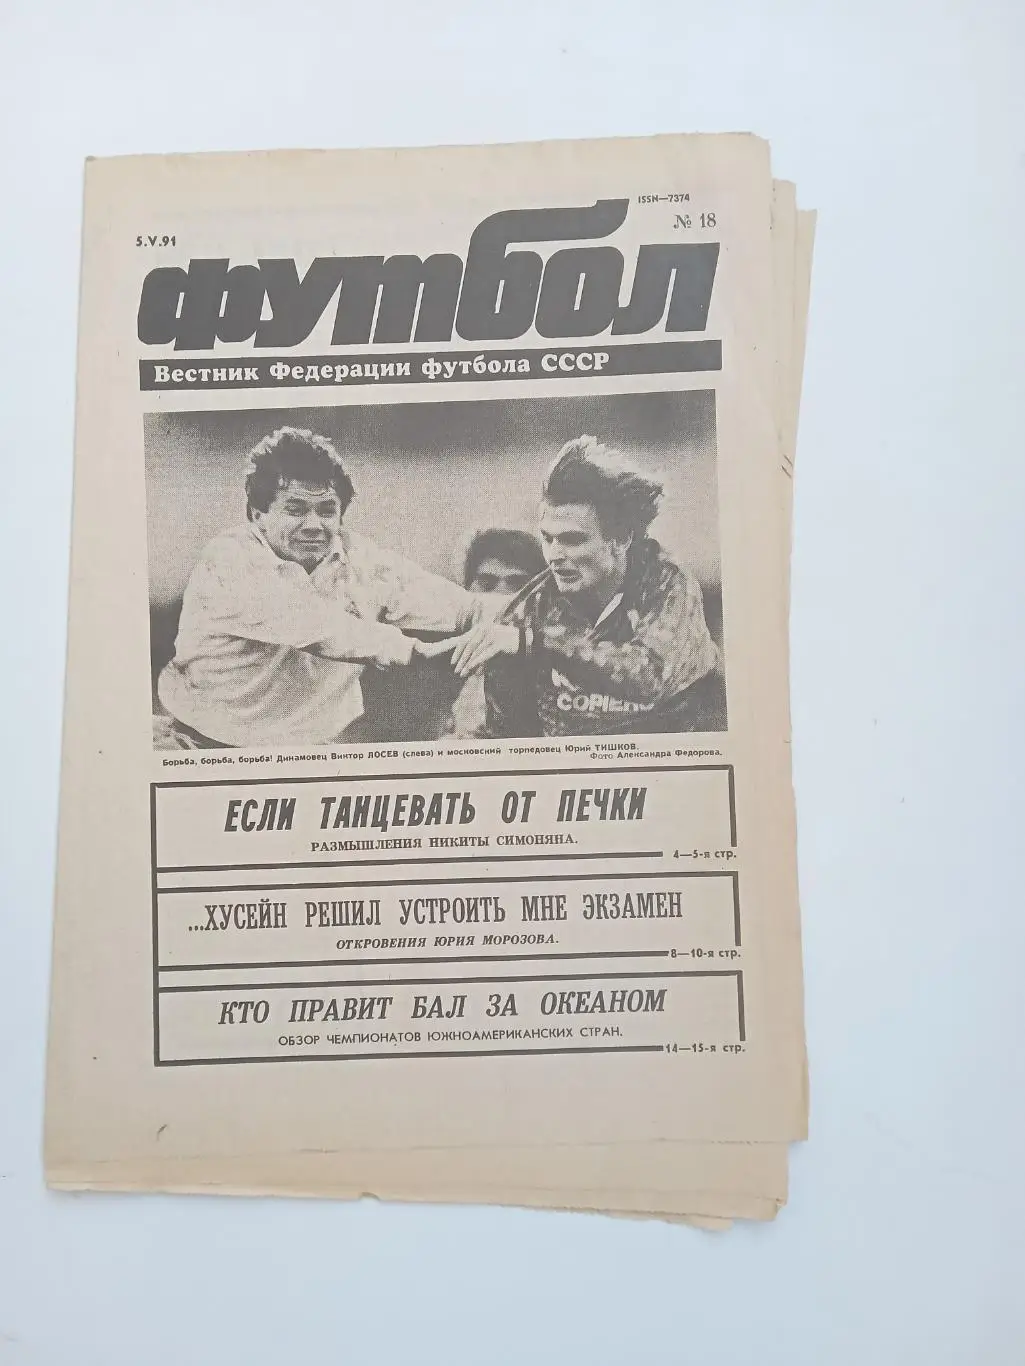 ISSN—7374
5.V.91
№ 18
футбол
Вестник Федерации футбола СССР
COPIERS
Борьба, борьба, борьба! Динамовец Виктор ЛОСЕВ (слева) и московский торпедовец Юрий ТИШКОВ.
Фото Александра Федорова.
ЕСЛИ ТАНЦЕВАТЬ ОТ ПЕЧКИ
РАЗМЫШЛЕНИЯ НИКИТЫ СИМОНЯНА.
4—5-я стр.
...ХУСЕЙН РЕШИЛ УСТРОИТЬ МНЕ ЭКЗАМЕН
ОТКРОВЕНИЯ ЮРИЯ МОРОЗОВА.
8—10-я стр.
КТО ПРАВИТ БАЛ ЗА ОКЕАНОМ
ОБЗОР ЧЕМПИОНАТОВ ЮЖНОАМЕРИКАНСКИХ СТРАН.
14—15-я стр.